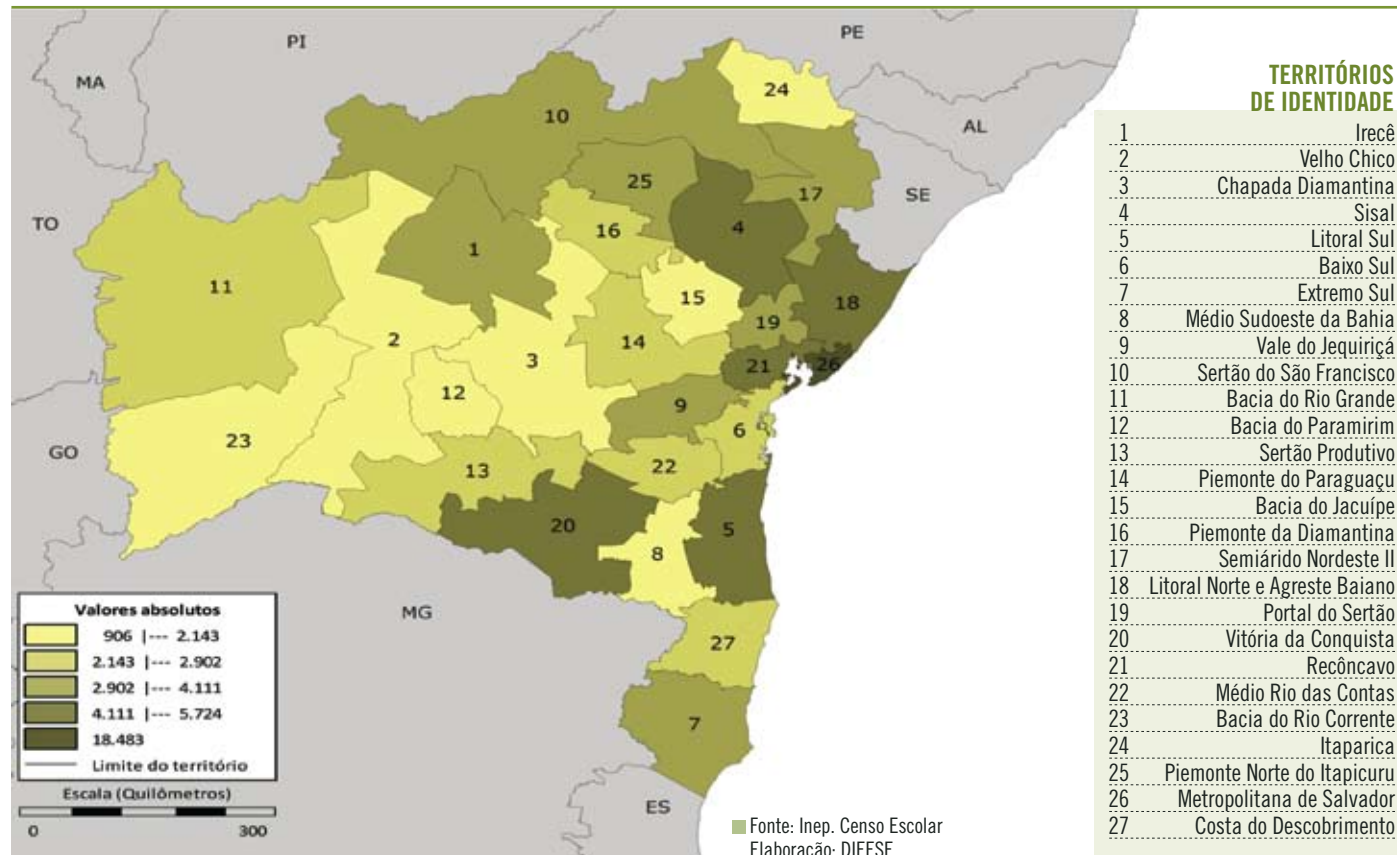 PI
PE
MA
AL
SE
TO
GO
MG
ES
24
10
25
17
16
4
1
11
15
18
2
14
19
3
21
26
12
9
23
6
13
22
20
5
8
27
7
Valores absolutos
906 |--- 2.143
2.143 |--- 2.902
2.902 |--- 4.111
4.111 |--- 5.724
18.483
Limite do território
Escala (Quilômetros)
0 300
Fonte: Inep. Censo Escolar
Elaboração: DIEESE
TERRITÓRIOS
DE IDENTIDADE
1 Irecê
2 Velho Chico
3 Chapada Diamantina
4 Sisal
5 Litoral Sul
6 Baixo Sul
7 Extremo Sul
8 Médio Sudoeste da Bahia
9 Vale do Jequiriçá
10 Sertão do São Francisco
11 Bacia do Rio Grande
12 Bacia do Paramirim
13 Sertão Produtivo
14 Piemonte do Paraguaçu
15 Bacia do Jacuípe
16 Piemonte da Diamantina
17 Semiárido Nordeste II
18 Litoral Norte e Agreste Baiano
19 Portal do Sertão
20 Vitória da Conquista
21 Recôncavo
22 Médio Rio das Contas
23 Bacia do Rio Corrente
24 Itaparica
25 Piemonte Norte do Itapicuru
26 Metropolitana de Salvador
27 Costa do Descobrimento